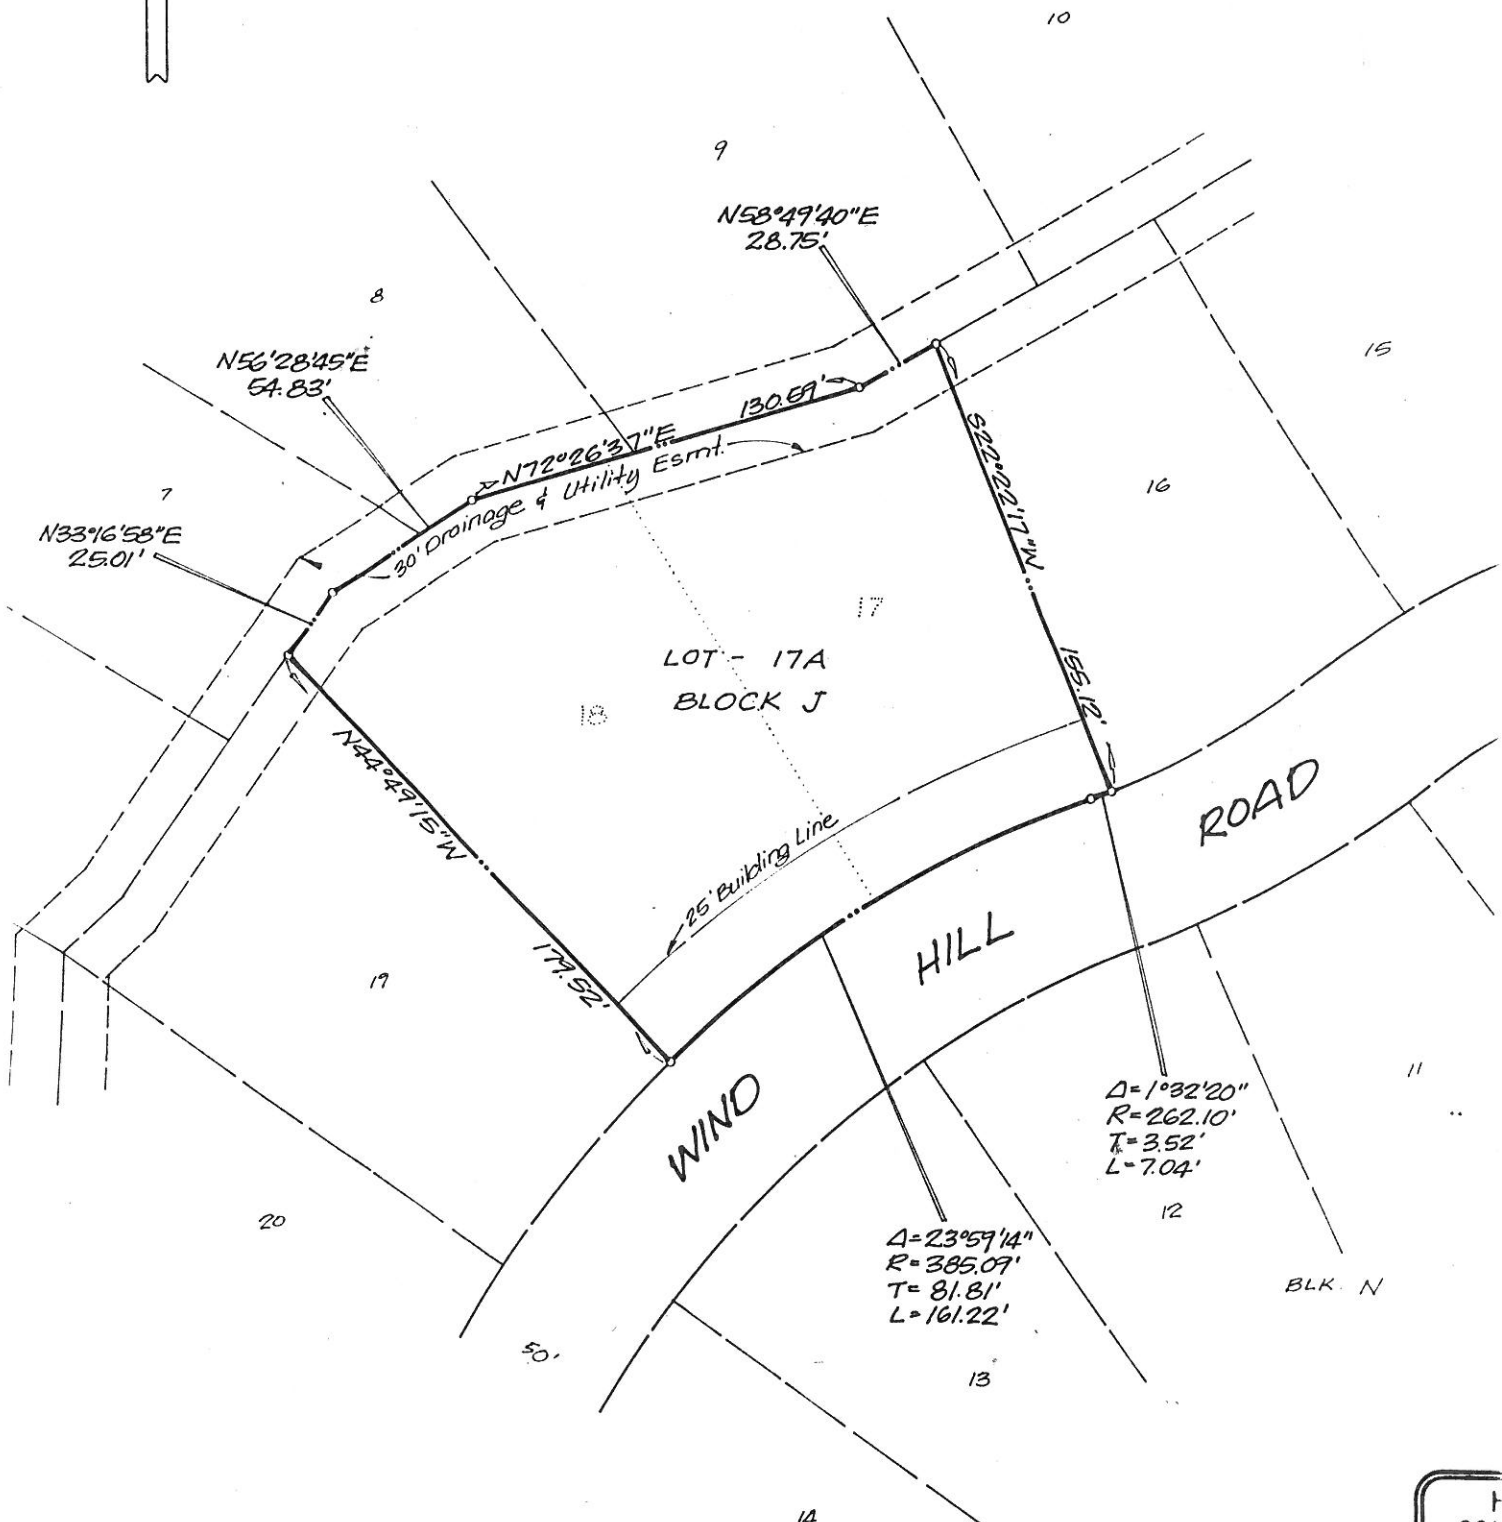 10
9
N58°49'40"E
28.75'
8
15
N56°28'45"E
54.83'
130.69'
N72°26'37"E
30' Drainage & Utility Esmt.
7
N33°16'58"E
25.01'
16
S22°22'17"W
155.12'
17
LOT - 17A
BLOCK J
18
N44°49'15"W
179.52'
25' Building Line
19
WIND HILL ROAD
11
Δ=1°32'20"
R=262.10'
T=3.52'
L=7.04'
12
20
Δ=23°59'14"
R=385.09'
T=81.81'
L=161.22'
BLK. N
50'
13
14